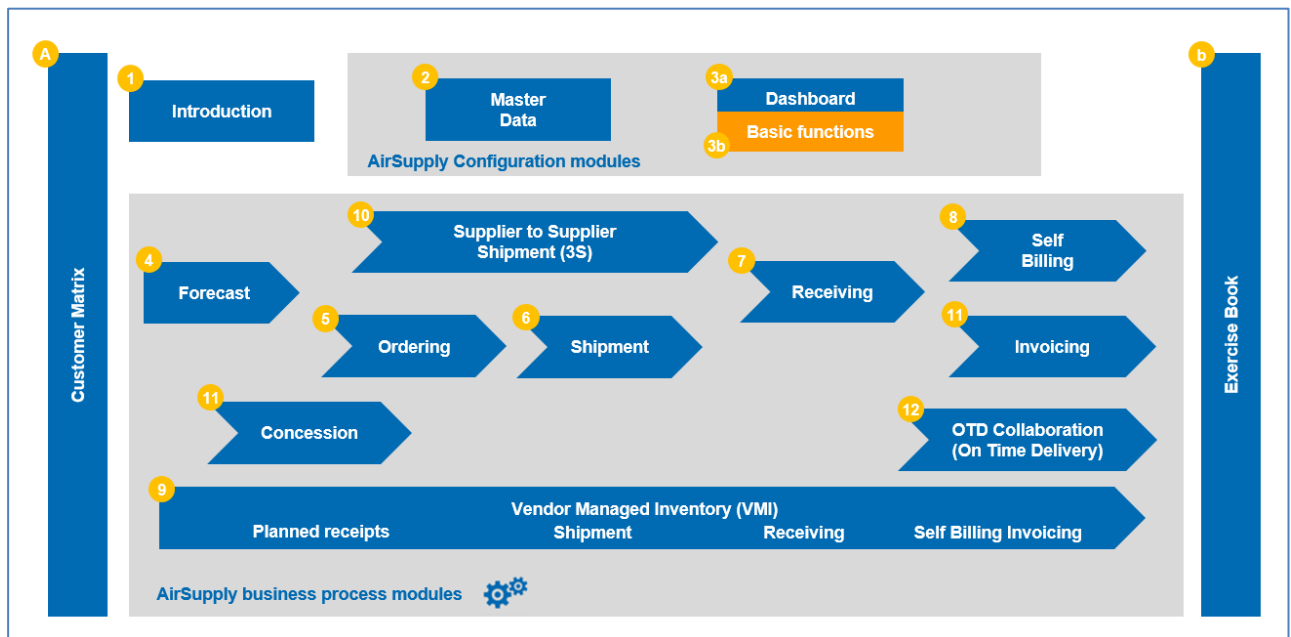 A
Customer Matrix
1
Introduction
2
Master
Data
3a
Dashboard
Basic functions
3b
AirSupply Configuration modules
b
Exercise Book
10
Supplier to Supplier
Shipment (3S)
8
Self
Billing
4
Forecast
7
Receiving
5
Ordering
6
Shipment
11
Invoicing
11
Concession
12
OTD Collaboration
(On Time Delivery)
9
Vendor Managed Inventory (VMI)
Planned receipts Shipment Receiving Self Billing Invoicing
AirSupply business process modules